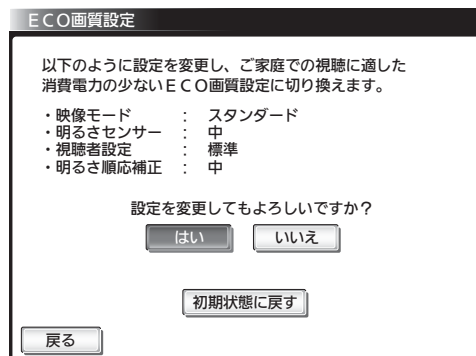 ECO画質設定
以下のように設定を変更し、ご家庭での視聴に適した
消費電力の少ないECO画質設定に切り換えます。
・映像モード : スタンダード
・明るさセンサー : 中
・視聴者設定 : 標準
・明るさ順応補正 : 中
設定を変更してもよろしいですか?
はい いいえ
初期状態に戻す
戻る